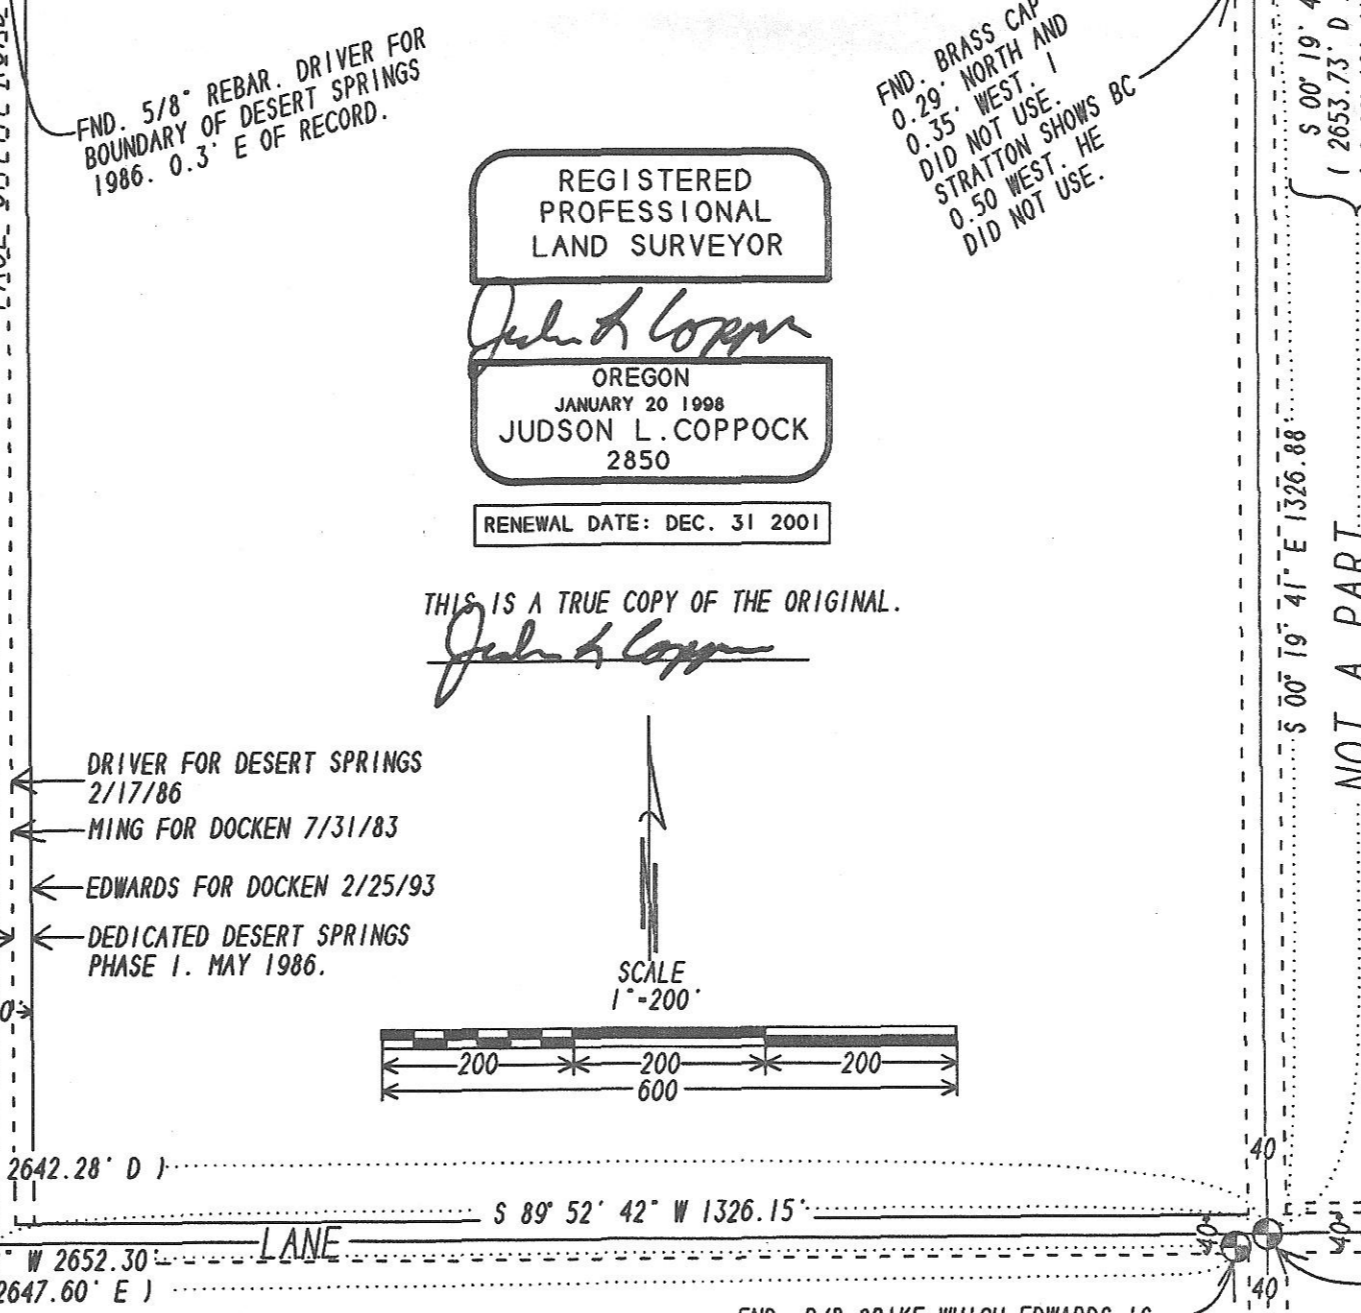 FND. 5/8" REBAR. DRIVER FOR
BOUNDARY OF DESERT SPRINGS
1986. 0.3' E OF RECORD.
FND. BRASS CAP
0.29' NORTH AND
0.35' WEST. I
DID NOT USE.
STRATTON SHOWS BC
0.50 WEST. HE
DID NOT USE.
S 00° 19' 4
( 2653.73' D
REGISTERED
PROFESSIONAL
LAND SURVEYOR
OREGON
JANUARY 20 1998
JUDSON L. COPPOCK
2850
RENEWAL DATE: DEC. 31 2001
THIS IS A TRUE COPY OF THE ORIGINAL.
S 00° 19' 41" E 1326.88
NOT A PART
DRIVER FOR DESERT SPRINGS
2/17/86
MING FOR DOCKEN 7/31/83
EDWARDS FOR DOCKEN 2/25/93
DEDICATED DESERT SPRINGS
PHASE 1. MAY 1986.
0'
SCALE
1"=200'
200 200 200
600
2642.28' D )
40
S 89° 52' 42" W 1326.15'
LANE
40' 40'
" W 2652.30'
2647.60' E )
40